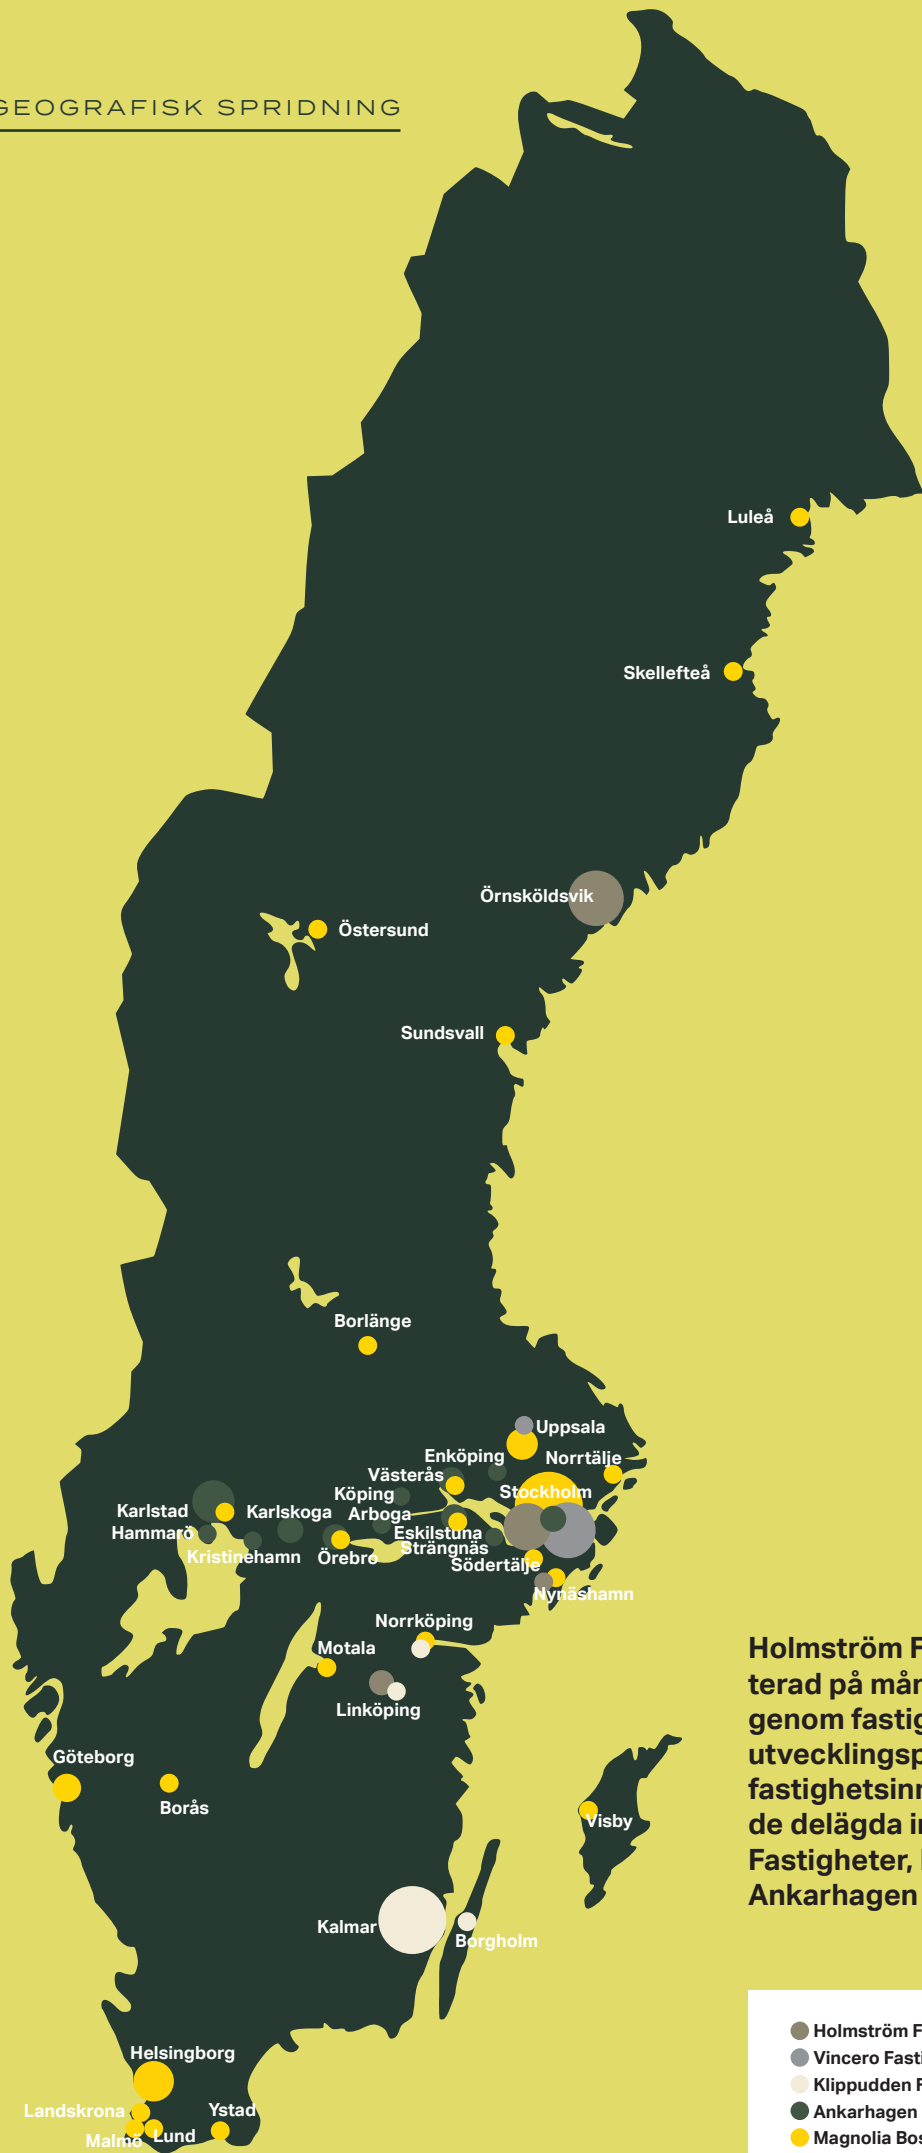 GEOGRAFISK SPRIDNING
Luleå
Skellefteå
Örnsköldsvik
Östersund
Sundsvall
Borlänge
Uppsala
Enköping
Norrtälje
Västerås
Stockholm
Köping
Karlstad
Karlskoga
Arboga
Hammarö
Eskilstuna
Strängnäs
Kristinehamn
Örebro
Södertälje
Nynäshamn
Norrköping
Motala
Linköping
Göteborg
Borås
Visby
Kalmar
Borgholm
Helsingborg
Landskrona
Ystad
Malmö
Lund
Holmström F
terad på mån
genom fastig
utvecklingsp
fastighetsinn
de delägda in
Fastigheter,
Ankarhagen
Holmström F
Vincero Fasti
Klippudden F
Ankarhagen
Magnolia Bos